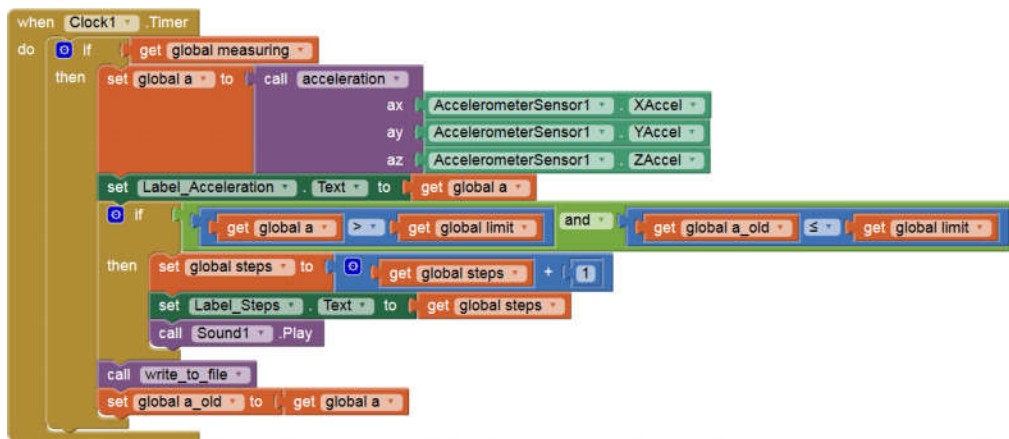 when Clock1 .Timer
do if get global measuring
then set global a to call acceleration
ax AccelerometerSensor1 . XAccel
ay AccelerometerSensor1 . YAccel
az AccelerometerSensor1 . ZAccel
set Label_Acceleration . Text to get global a
if get global a > get global limit and get global a_old ≤ get global limit
then set global steps to get global steps + 1
set Label_Steps . Text to get global steps
call Sound1 .Play
call write_to_file
set global a_old to get global a